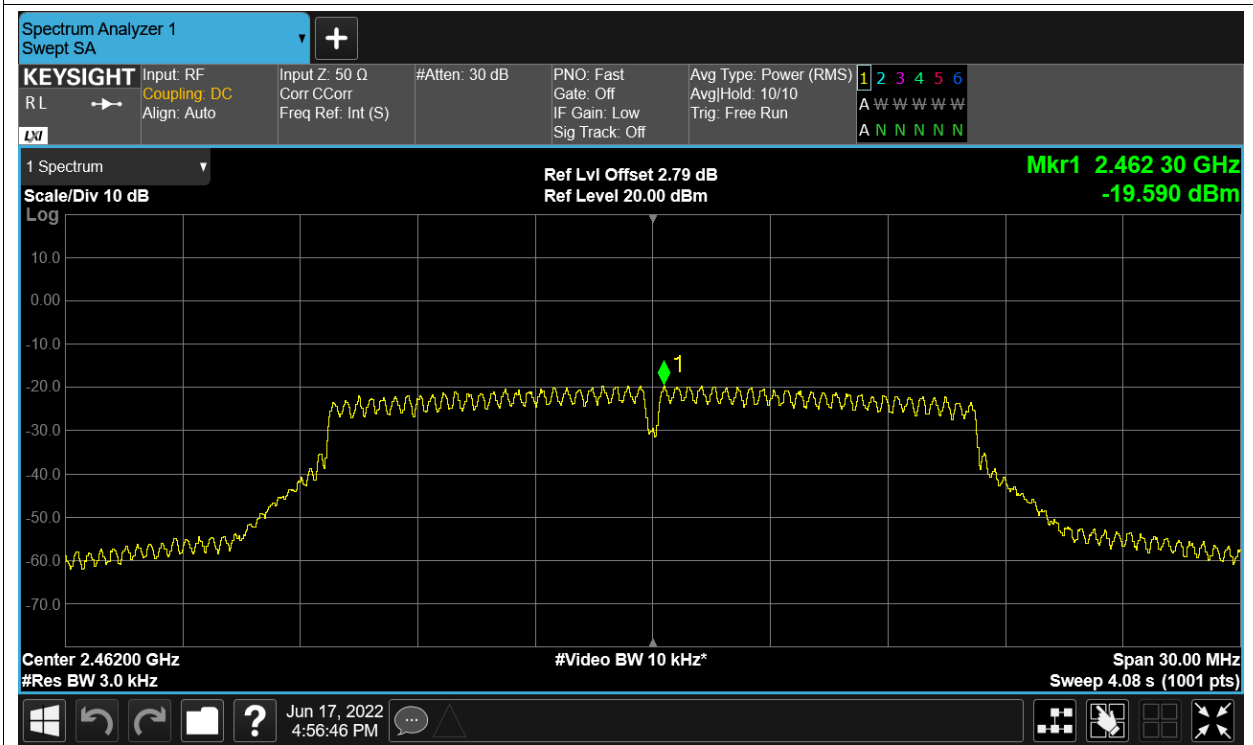 Spectrum Analyzer 1
Swept SA
+
KEYSIGHT Input: RF Input Z: 50 Ω #Atten: 30 dB PNO: Fast Avg Type: Power (RMS) 1 2 3 4 5 6
RL Coupling: DC Corr CCorr Gate: Off Avg|Hold: 10/10 A W W W W W
Align: Auto Freq Ref: Int (S) IF Gain: Low Trig: Free Run
LXI Sig Track: Off A N N N N N
1 Spectrum
Ref Lvl Offset 2.79 dB Mkr1 2.462 30 GHz
Scale/Div 10 dB Ref Level 20.00 dBm -19.590 dBm
Log
10.0
0.00
-10.0
1
-20.0
-30.0
-40.0
-50.0
-60.0
-70.0
Center 2.46200 GHz #Video BW 10 kHz* Span 30.00 MHz
#Res BW 3.0 kHz Sweep 4.08 s (1001 pts)
? Jun 17, 2022
4:56:46 PM